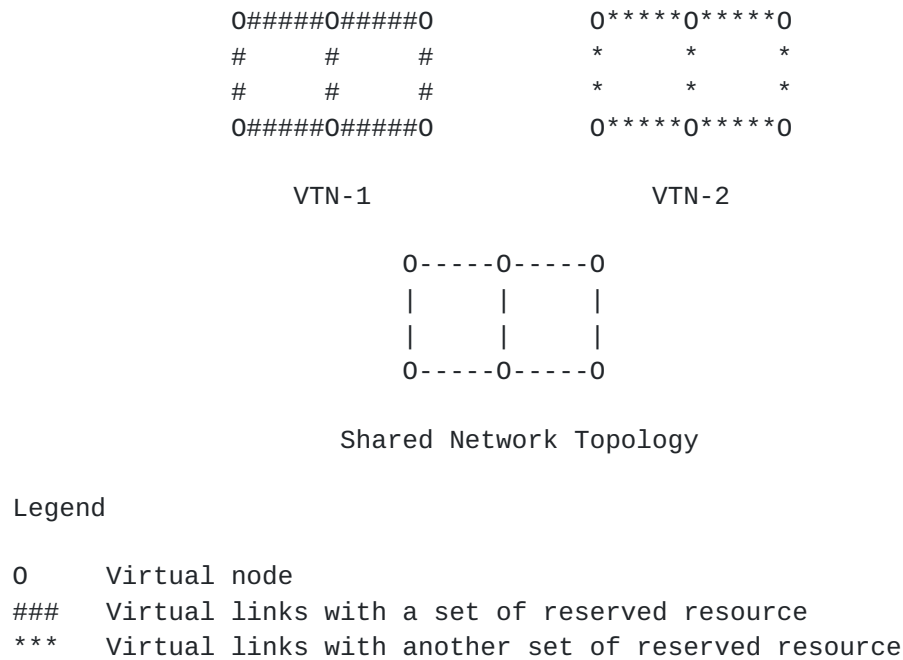 O#####O#####O          O*****O*****O
#     #     #          *     *     *
#     #     #          *     *     *
O#####O#####O          O*****O*****O
VTN-1                  VTN-2
O-----O-----O
|     |     |
|     |     |
O-----O-----O
Shared Network Topology
Legend
O     Virtual node
###   Virtual links with a set of reserved resource
***   Virtual links with another set of reserved resource